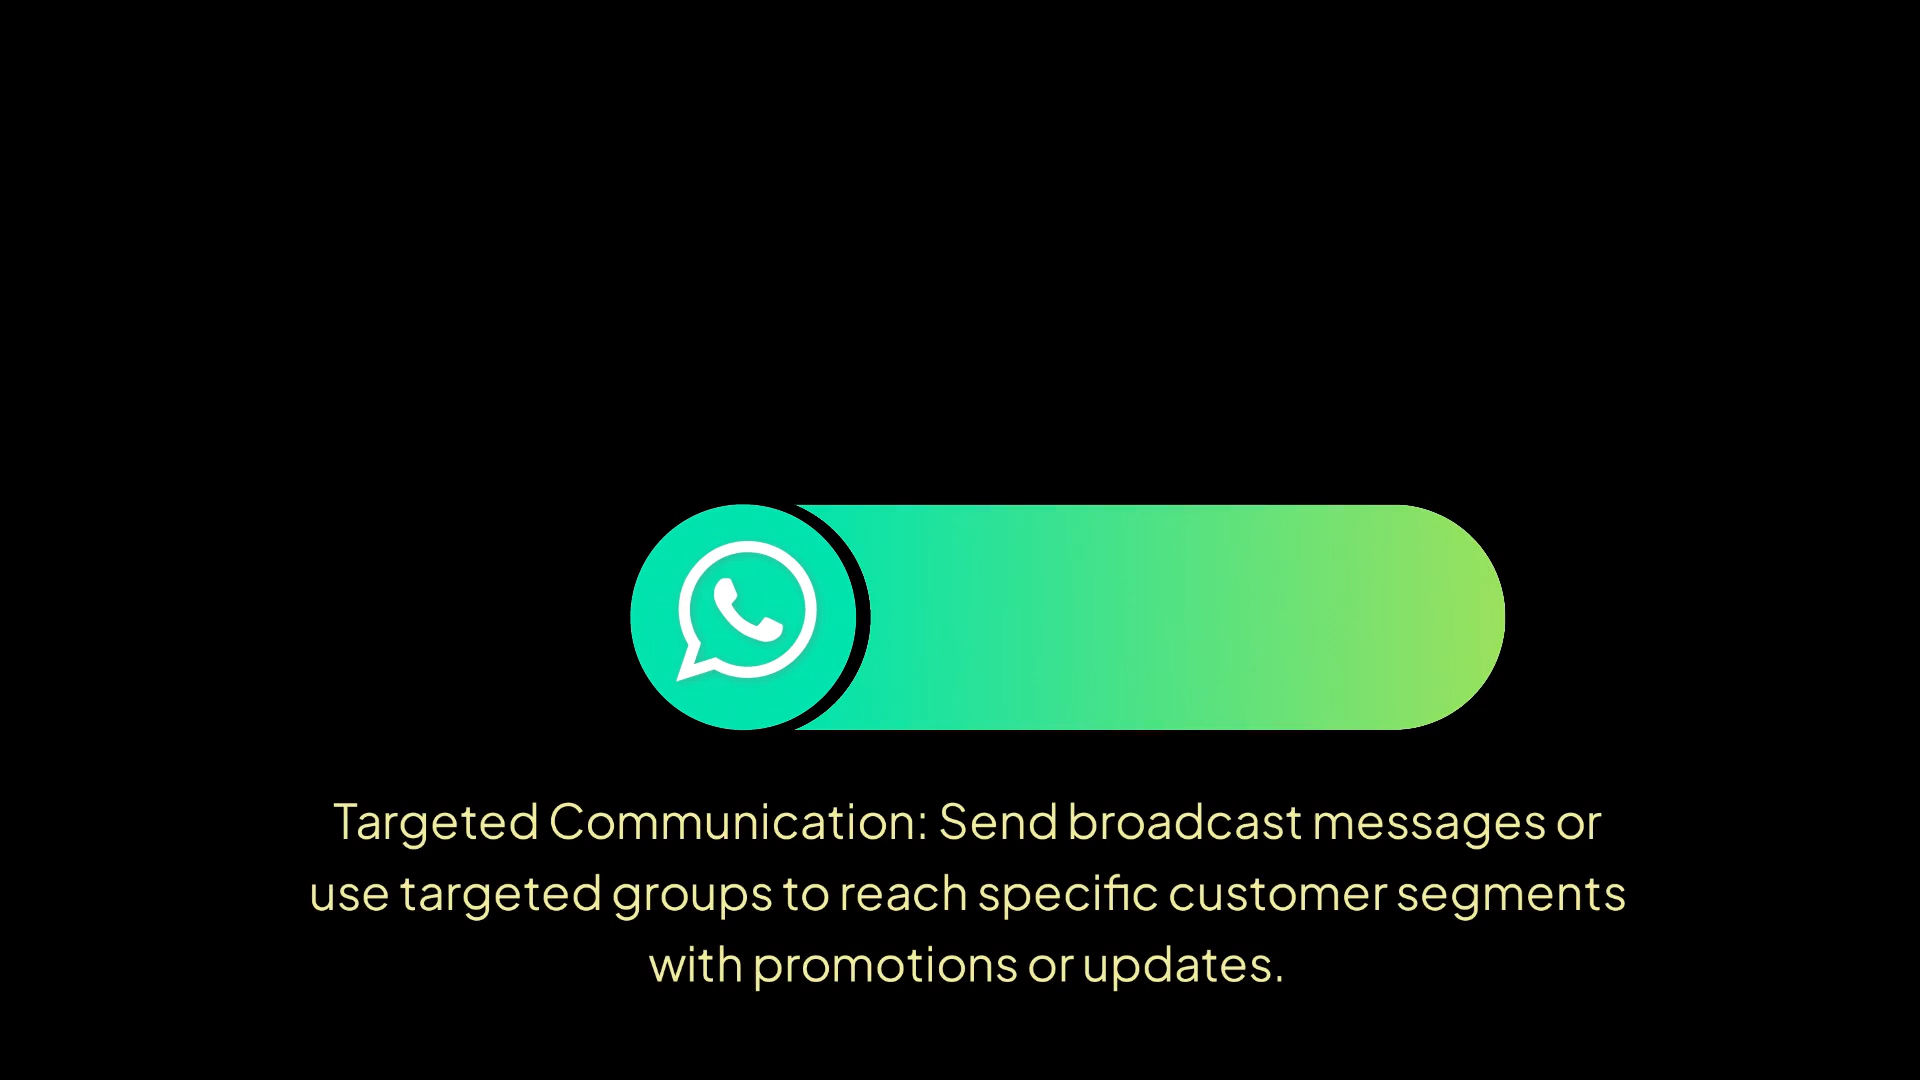 Targeted Communication: Send broadcast messages or
use targeted groups to reach specific customer segments
with promotions or updates.